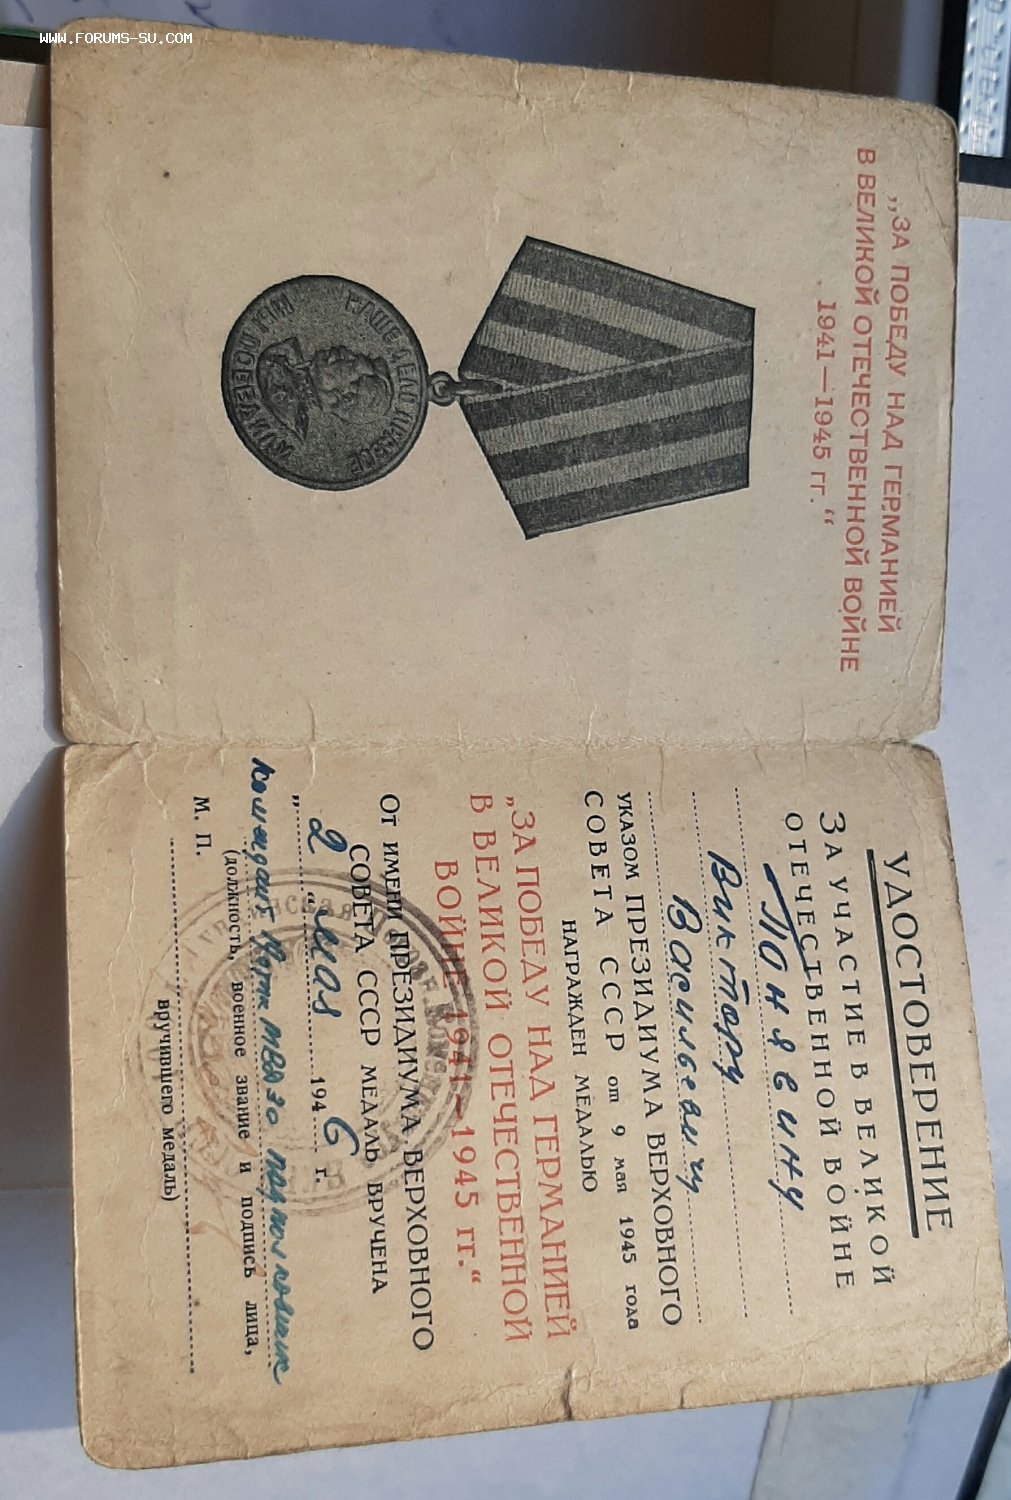 WWW.FORUMS-SU.COM
„ЗА ПОБЕДУ НАД ГЕРМАНИЕЙ
В ВЕЛИКОЙ ОТЕЧЕСТВЕННОЙ ВОЙНЕ
1941—1945 гг.“
НАШЕ ДЕЛО ПРАВОЕ
МЫ ПОБЕДИЛИ
УДОСТОВЕРЕНИЕ
ЗА УЧАСТИЕ В ВЕЛИКОЙ
ОТЕЧЕСТВЕННОЙ ВОЙНЕ
Понявину
Виктору
Васильевичу
УКАЗОМ ПРЕЗИДИУМА ВЕРХОВНОГО
СОВЕТА СССР от 9 мая 1945 года
НАГРАЖДЕН МЕДАЛЬЮ
„ЗА ПОБЕДУ НАД ГЕРМАНИЕЙ
В ВЕЛИКОЙ ОТЕЧЕСТВЕННОЙ
ВОЙНЕ 1941—1945 гг.“
От ИМЕНИ ПРЕЗИДИУМА ВЕРХОВНОГО
СОВЕТА СССР МЕДАЛЬ ВРУЧЕНА
„2“ мая 1946 г.
подполковник
(должность, военное звание и подпись лица,
М. П.
вручившего медаль)